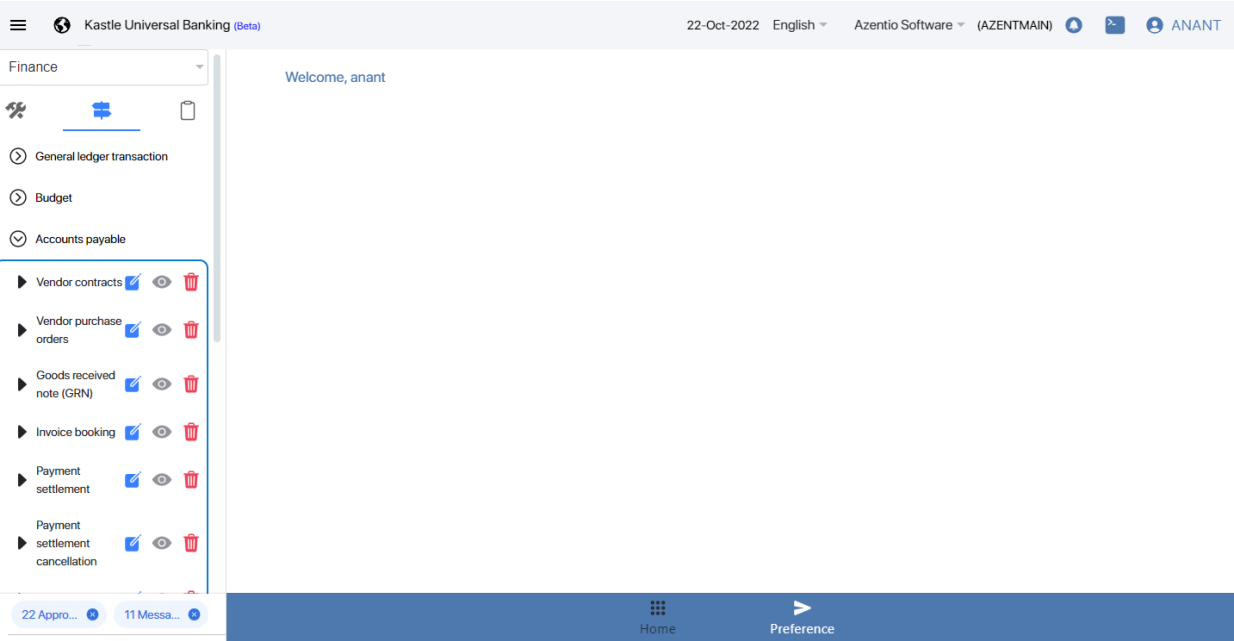 Kastle Universal Banking (Beta)
22-Oct-2022 English Azentio Software (AZENTMAIN) ANANT
Finance
Welcome, anant
General ledger transaction
Budget
Accounts payable
Vendor contracts
Vendor purchase
orders
Goods received
note (GRN)
Invoice booking
Payment
settlement
Payment
settlement
cancellation
22 Appro... 11 Messa...
Home Preference